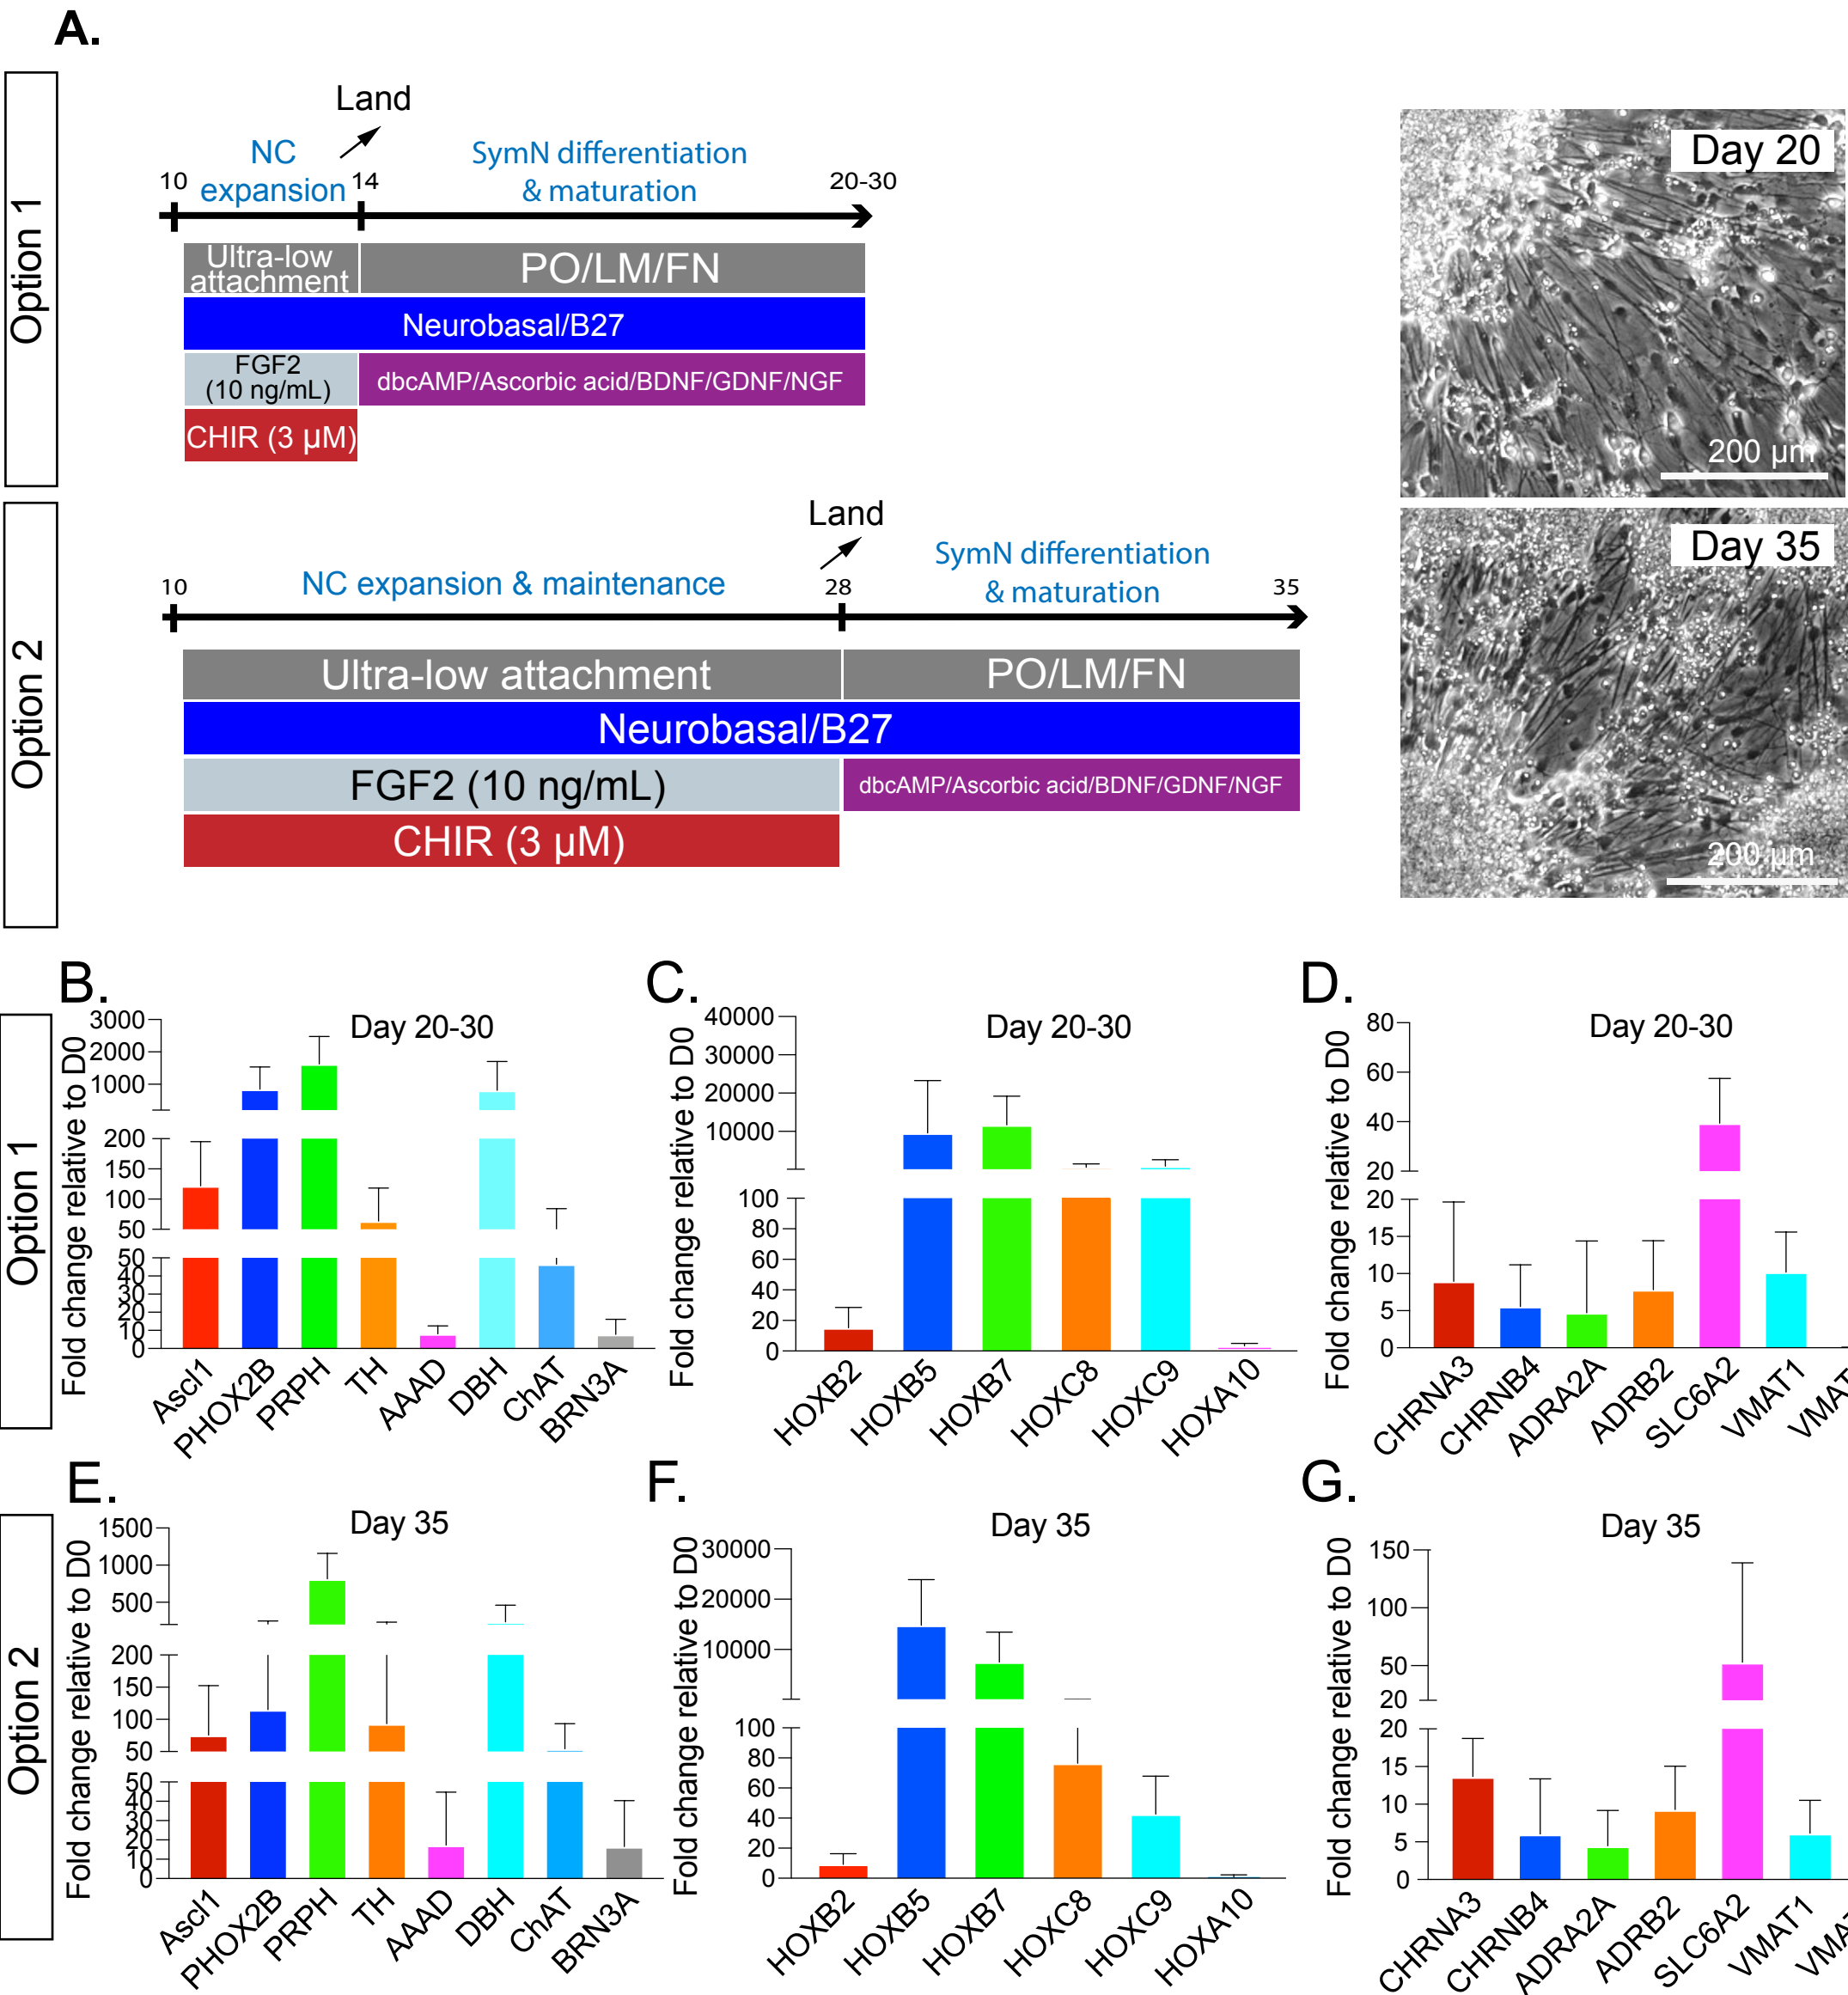 A.
Option 1
Land
NC
expansion
SymN differentiation
& maturation
10
14
20-30
Ultra-low
attachment
PO/LM/FN
Neurobasal/B27
FGF2
(10 ng/mL)
dbcAMP/Ascorbic acid/BDNF/GDNF/NGF
CHIR (3 µM)
Day 20
200 µm
Option 2
Land
NC expansion & maintenance
SymN differentiation
& maturation
10
28
35
Ultra-low attachment
PO/LM/FN
Neurobasal/B27
FGF2 (10 ng/mL)
dbcAMP/Ascorbic acid/BDNF/GDNF/NGF
CHIR (3 µM)
Day 35
200 µm
Option 1
B.
Day 20-30
Fold change relative to D0
3000
2000
1000
200
150
100
50
50
40
30
20
10
0
Ascl1
PHOX2B
PRPH
TH
AAAD
DBH
ChAT
BRN3A
C.
Day 20-30
Fold change relative to D0
40000
30000
20000
10000
100
80
60
40
20
0
HOXB2
HOXB5
HOXB7
HOXC8
HOXC9
HOXA10
D.
Day 20-30
Fold change relative to D0
80
60
40
20
20
15
10
5
0
CHRNA3
CHRNB4
ADRA2A
ADRB2
SLC6A2
VMAT1
VMAT
Option 2
E.
Day 35
Fold change relative to D0
1500
1000
500
200
150
100
50
50
40
30
20
10
0
Ascl1
PHOX2B
PRPH
TH
AAAD
DBH
ChAT
BRN3A
F.
Day 35
Fold change relative to D0
30000
20000
10000
100
80
60
40
20
0
HOXB2
HOXB5
HOXB7
HOXC8
HOXC9
HOXA10
G.
Day 35
Fold change relative to D0
150
100
50
20
20
15
10
5
0
CHRNA3
CHRNB4
ADRA2A
ADRB2
SLC6A2
VMAT1
VMA